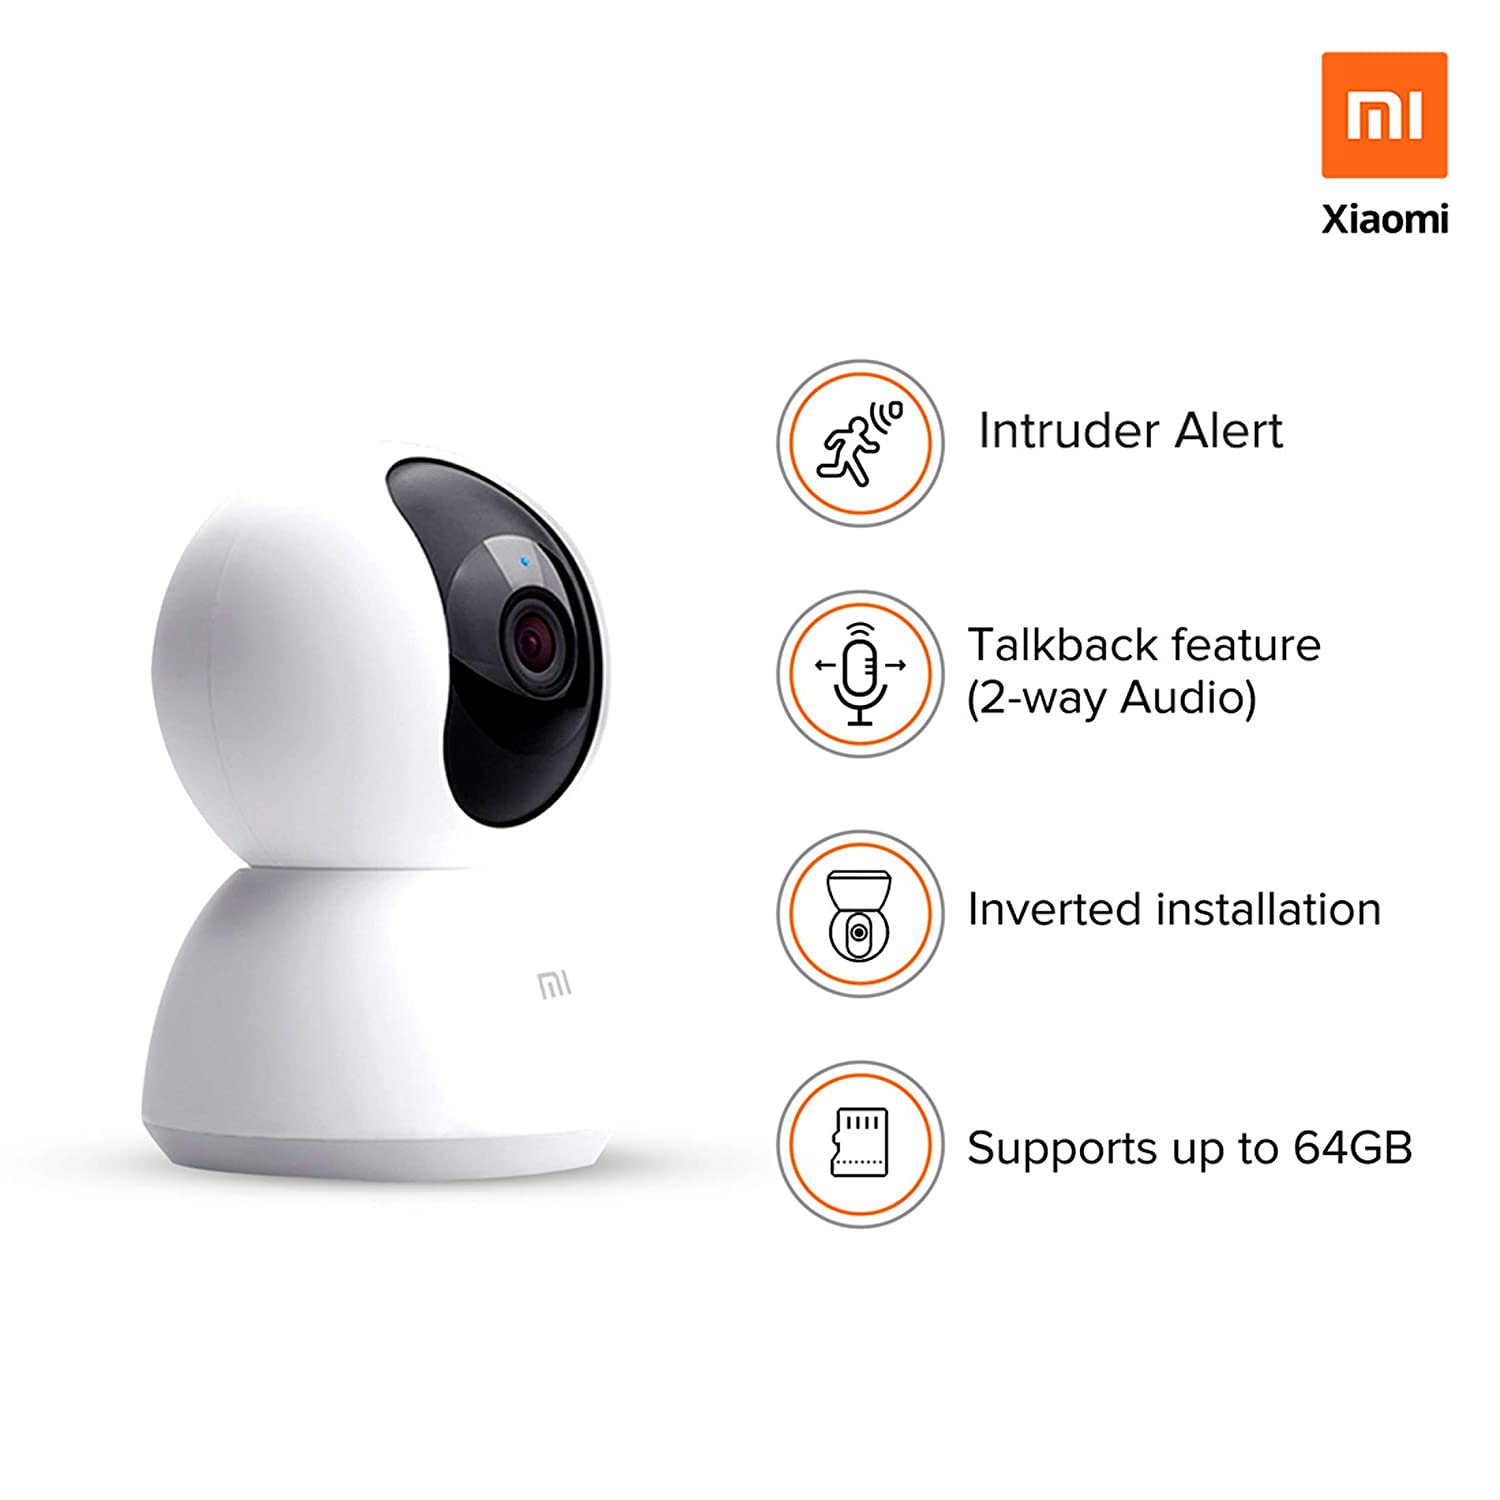 mi
Xiaomi
Intruder Alert
Talkback feature
(2-way Audio)
mi
Inverted installation
Supports up to 64GB